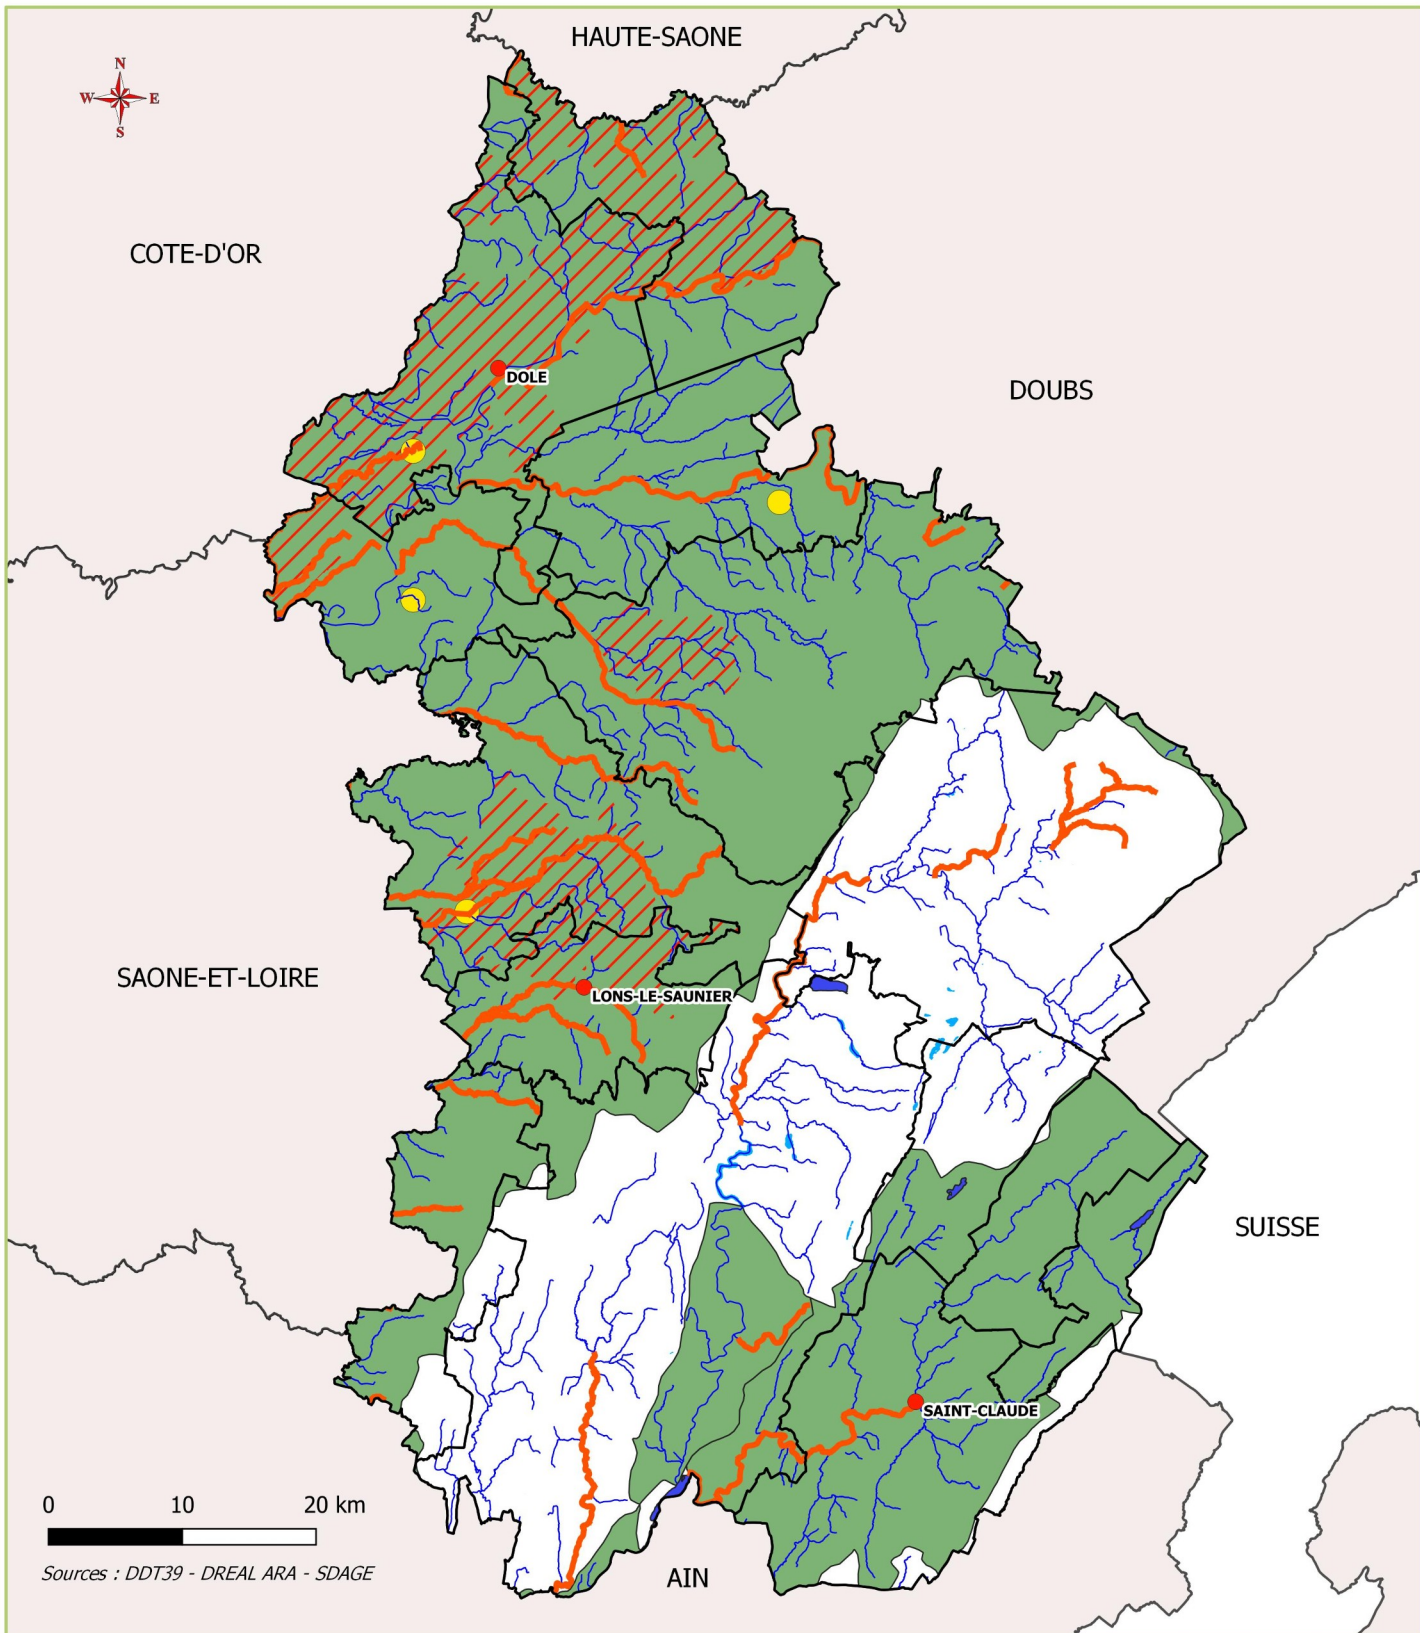 HAUTE-SAONE
N
W E
S
COTE-D'OR
DOLE
DOUBS
SAONE-ET-LOIRE
LONS-LE-SAUNIER
SUISSE
SAINT-CLAUDE
0 10 20 km
Sources : DDT39 - DREAL ARA - SDAGE
AIN